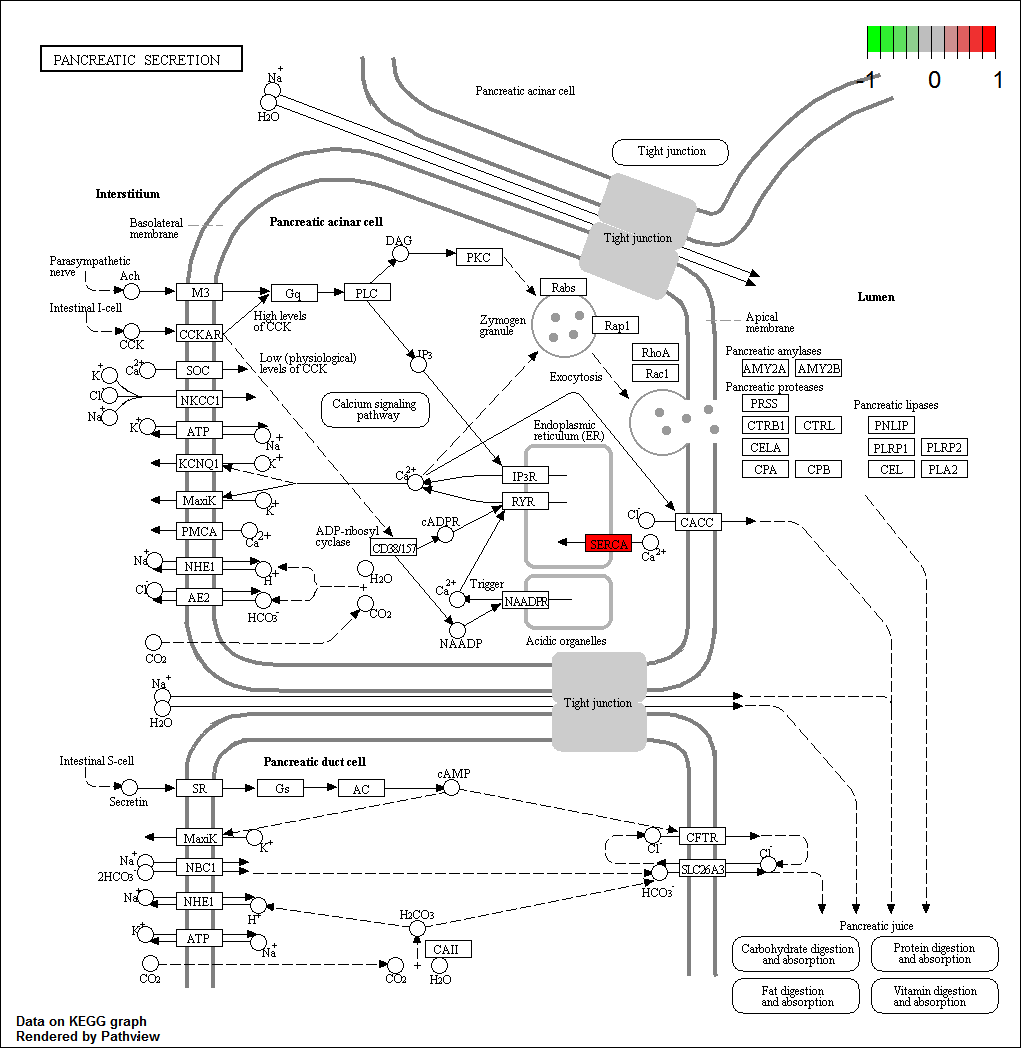 PANCREATIC SECRETION
-1 0 1
Na+
H2O
Pancreatic acinar cell
Tight junction
Tight junction
Interstitium
Basolateral
membrane
Pancreatic acinar cell
Lumen
Apical
membrane
Parasympathetic
nerve
Ach
M3
Gq
PLC
DAG
PKC
Rabs
Zymogen
granule
Rap1
Exocytosis
RhoA
Rac1
Intestinal I-cell
CCK
CCKAR
High levels
of CCK
Low (physiological)
levels of CCK
IP3
Calcium signaling
pathway
Ca2+
SOC
K+
Cl-
Na+
NKCC1
K+
ATP
Na+
KCNQ1
K+
MaxiK
K+
PMCA
Ca2+
Na+
NHE1
H+
Cl-
AE2
HCO3-
H2O
CO2
CO2
Ca2+
ADP-ribosyl
cyclase
CD38/157
cADPR
Ca2+
Trigger
NAADP
NAADPR
Acidic organelles
Endoplasmic
reticulum (ER)
IP3R
RYR
SERCA
Ca2+
Cl-
CACC
Pancreatic amylases
AMY2A
AMY2B
Pancreatic proteases
PRSS
CTRB1
CTRL
CELA
CPA
CPB
Pancreatic lipases
PNLIP
PLRP1
PLRP2
CEL
PLA2
Na+
H2O
Tight junction
Pancreatic duct cell
Intestinal S-cell
Secretin
SR
Gs
AC
cAMP
MaxiK
K+
Na+
2HCO3-
NBC1
Na+
NHE1
H+
K+
ATP
Na+
CO2
CO2
H2CO3
+
CAII
H2O
Cl-
CFTR
Cl-
SLC26A3
HCO3-
Pancreatic juice
Carbohydrate digestion
and absorption
Protein digestion
and absorption
Fat digestion
and absorption
Vitamin digestion
and absorption
Data on KEGG graph
Rendered by Pathview